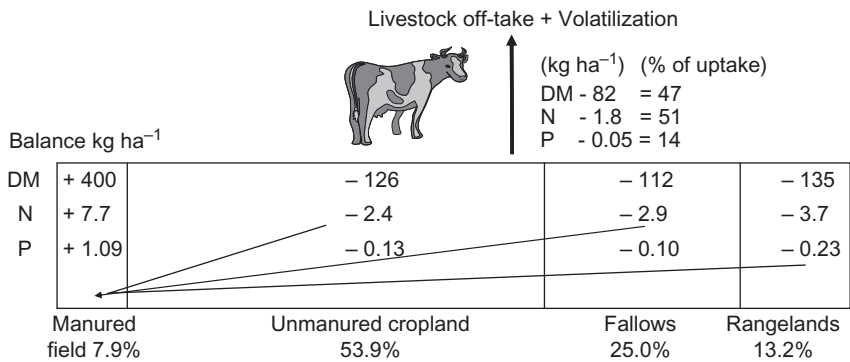 Livestock off-take + Volatilization
(kg ha⁻¹) (% of uptake)
DM - 82 = 47
N - 1.8 = 51
P - 0.05 = 14
Balance kg ha⁻¹
DM + 400 – 126 – 112 – 135
N + 7.7 – 2.4 – 2.9 – 3.7
P + 1.09 – 0.13 – 0.10 – 0.23
Manured Unmanured cropland Fallows Rangelands
field 7.9% 53.9% 25.0% 13.2%